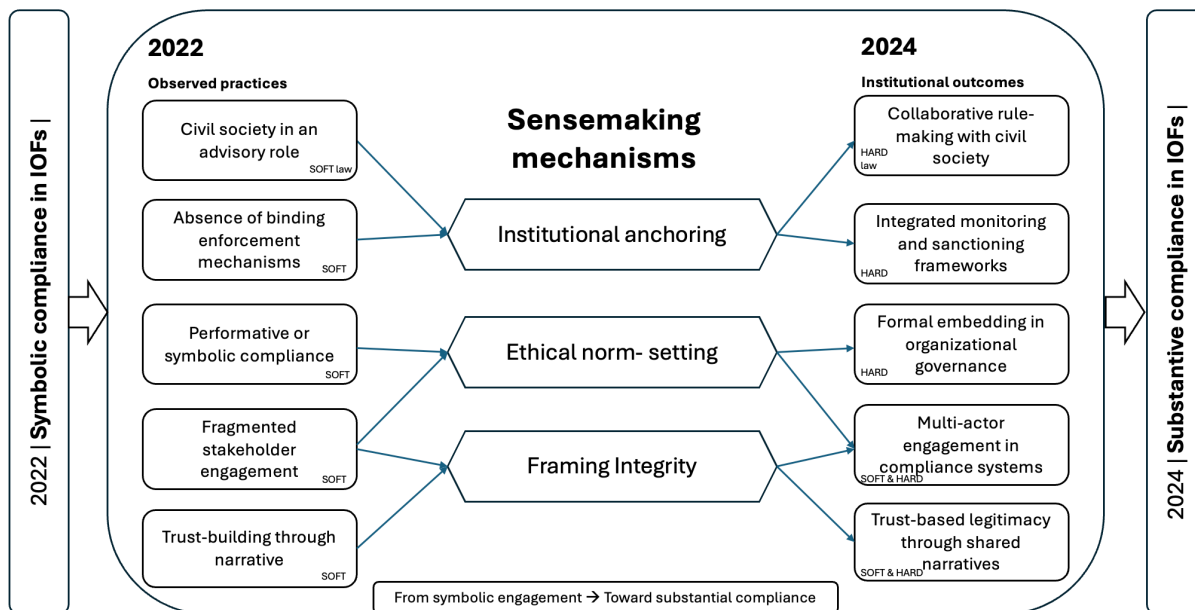 2022 | Symbolic compliance in IOFs |
2022
Observed practices
Civil society in an
advisory role
SOFT law
Absence of binding
enforcement
mechanisms
SOFT
Performative or
symbolic compliance
SOFT
Fragmented
stakeholder
engagement
SOFT
Trust-building through
narrative
SOFT
Sensemaking
mechanisms
Institutional anchoring
Ethical norm- setting
Framing Integrity
2024
Institutional outcomes
Collaborative rule-
making with civil
society
HARD
law
Integrated monitoring
and sanctioning
frameworks
HARD
Formal embedding in
organizational
governance
HARD
Multi-actor
engagement in
compliance systems
SOFT & HARD
Trust-based legitimacy
through shared
narratives
SOFT & HARD
From symbolic engagement → Toward substantial compliance
2024 | Substantive compliance in IOFs |